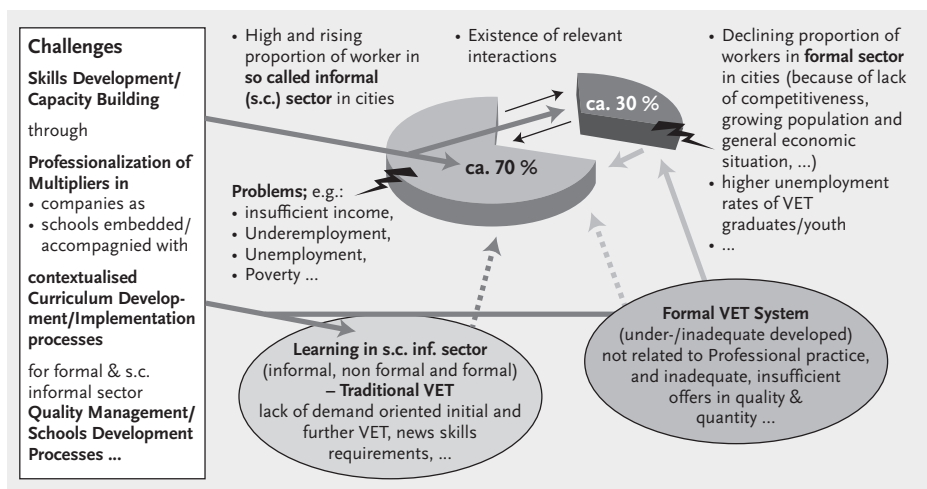 Challenges
Skills Development/
Capacity Building
through
Professionalization of
Multipliers in
• companies as
• schools embedded/
accompagnied with
contextualised
Curriculum Develop-
ment/Implementation
processes
for formal & s.c.
informal sector
Quality Management/
Schools Development
Processes ...
• High and rising
proportion of worker in
so called informal
(s.c.) sector in cities
• Existence of relevant
interactions
• Declining proportion of
workers in formal sector
in cities (because of lack
of competitiveness,
growing population and
general economic
situation, ...)
• higher unemployment
rates of VET
graduates/youth
• ...
ca. 30 %
ca. 70 %
Problems; e.g.:
• insufficient income,
• Underemployment,
• Unemployment,
• Poverty ...
Learning in s.c. inf. sector
(informal, non formal and formal)
– Traditional VET
lack of demand oriented initial and
further VET, news skills
requirements, ...
Formal VET System
(under-/inadequate developed)
not related to Professional practice,
and inadequate, insufficient
offers in quality &
quantity ...